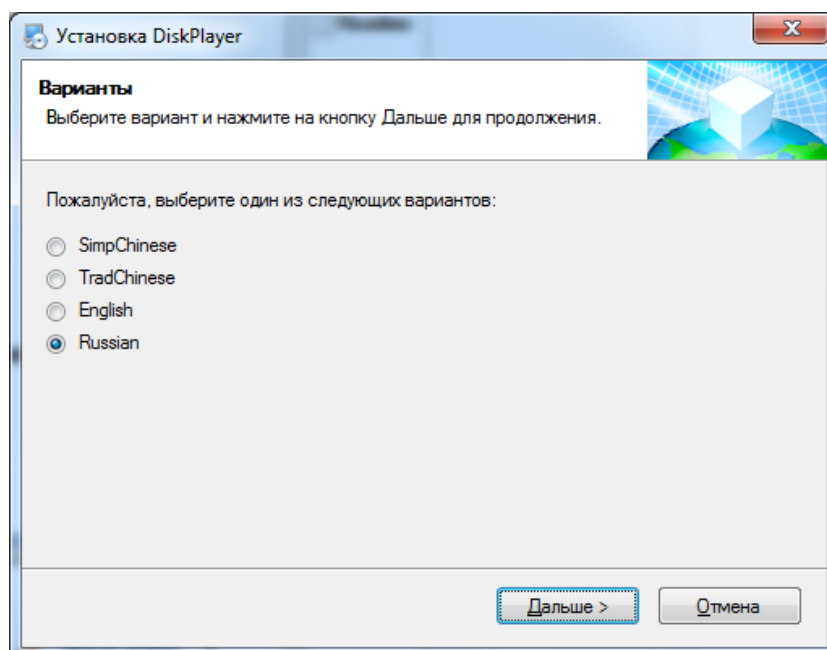 Установка DiskPlayer
Варианты
Выберите вариант и нажмите на кнопку Дальше для продолжения.
Пожалуйста, выберите один из следующих вариантов:
SimpChinese
TradChinese
English
Russian
Дальше >
Отмена